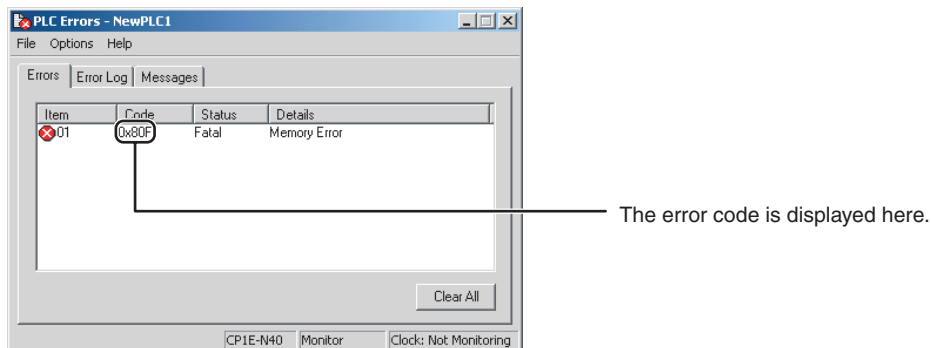 PLC Errors - NewPLC1
File Options Help
Errors Error Log Messages
Item Code Status Details
01 0x80F Fatal Memory Error
The error code is displayed here.
Clear All
CP1E-N40 Monitor Clock: Not Monitoring